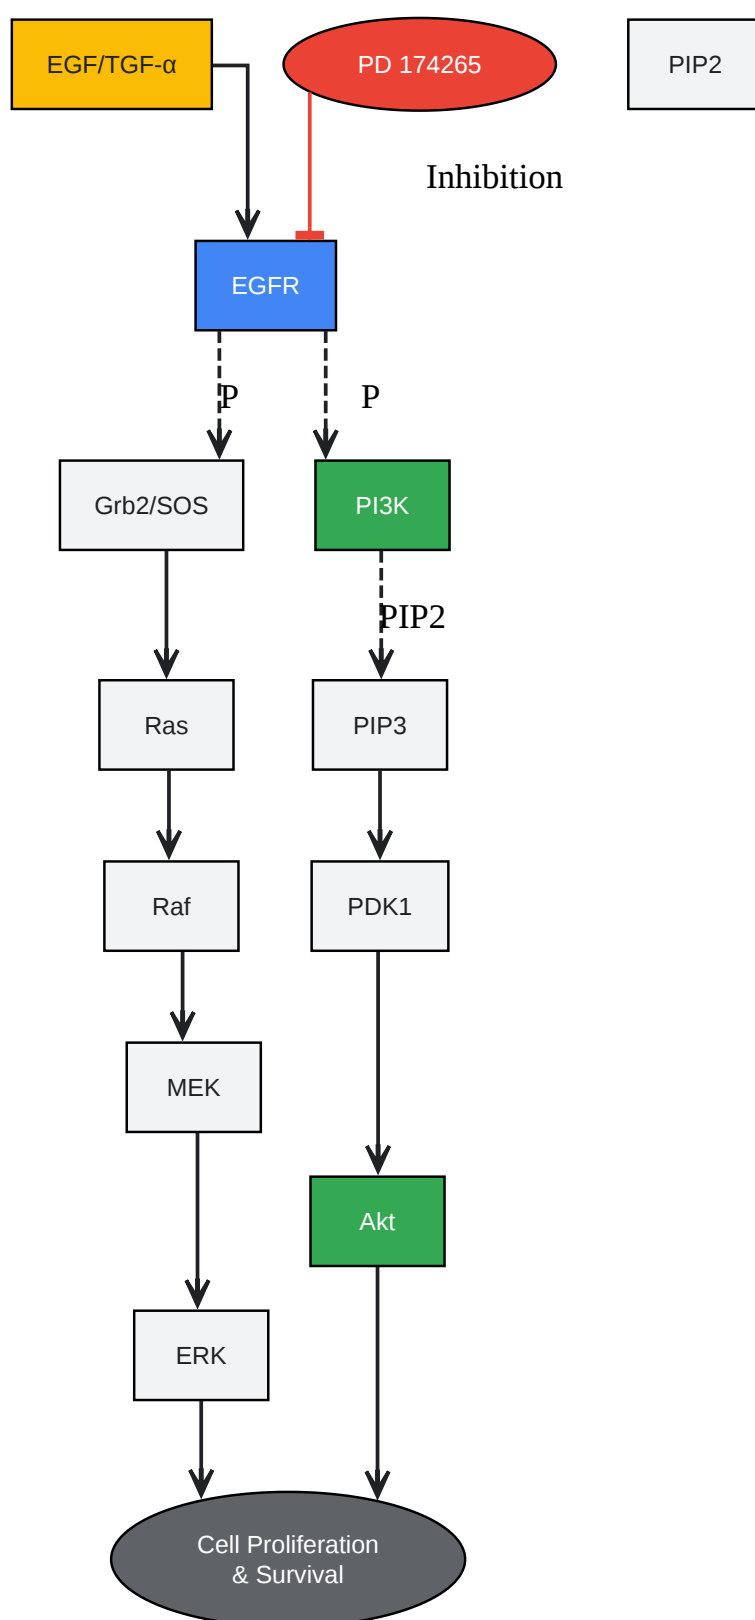 EGF/TGF-α
PD 174265
PIP2
Inhibition
EGFR
P
P
Grb2/SOS
PI3K
PIP2
Ras
PIP3
Raf
PDK1
MEK
Akt
ERK
Cell Proliferation
& Survival